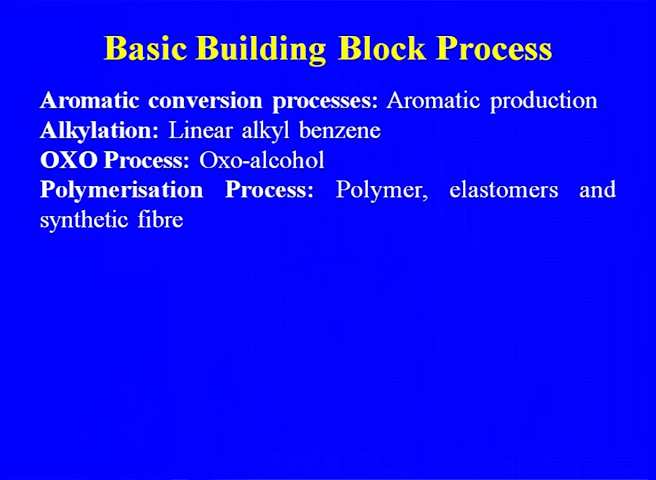 Basic Building Block Process
Aromatic conversion processes: Aromatic production
Alkylation: Linear alkyl benzene
OXO Process: Oxo-alcohol
Polymerisation Process: Polymer, elastomers and
synthetic fibre